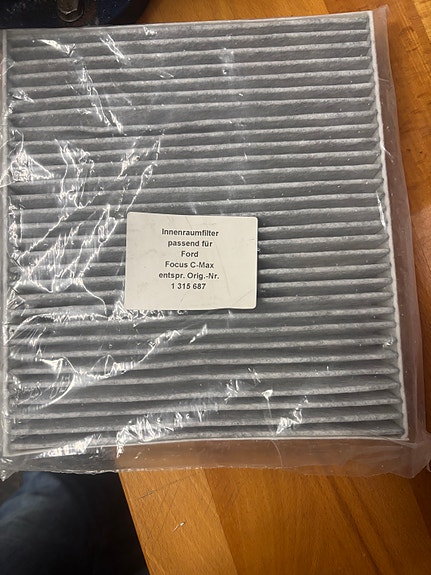 Innenraumfilter
passend für
Ford
Focus C-Max
entspr. Orig.-Nr.
1 315 687